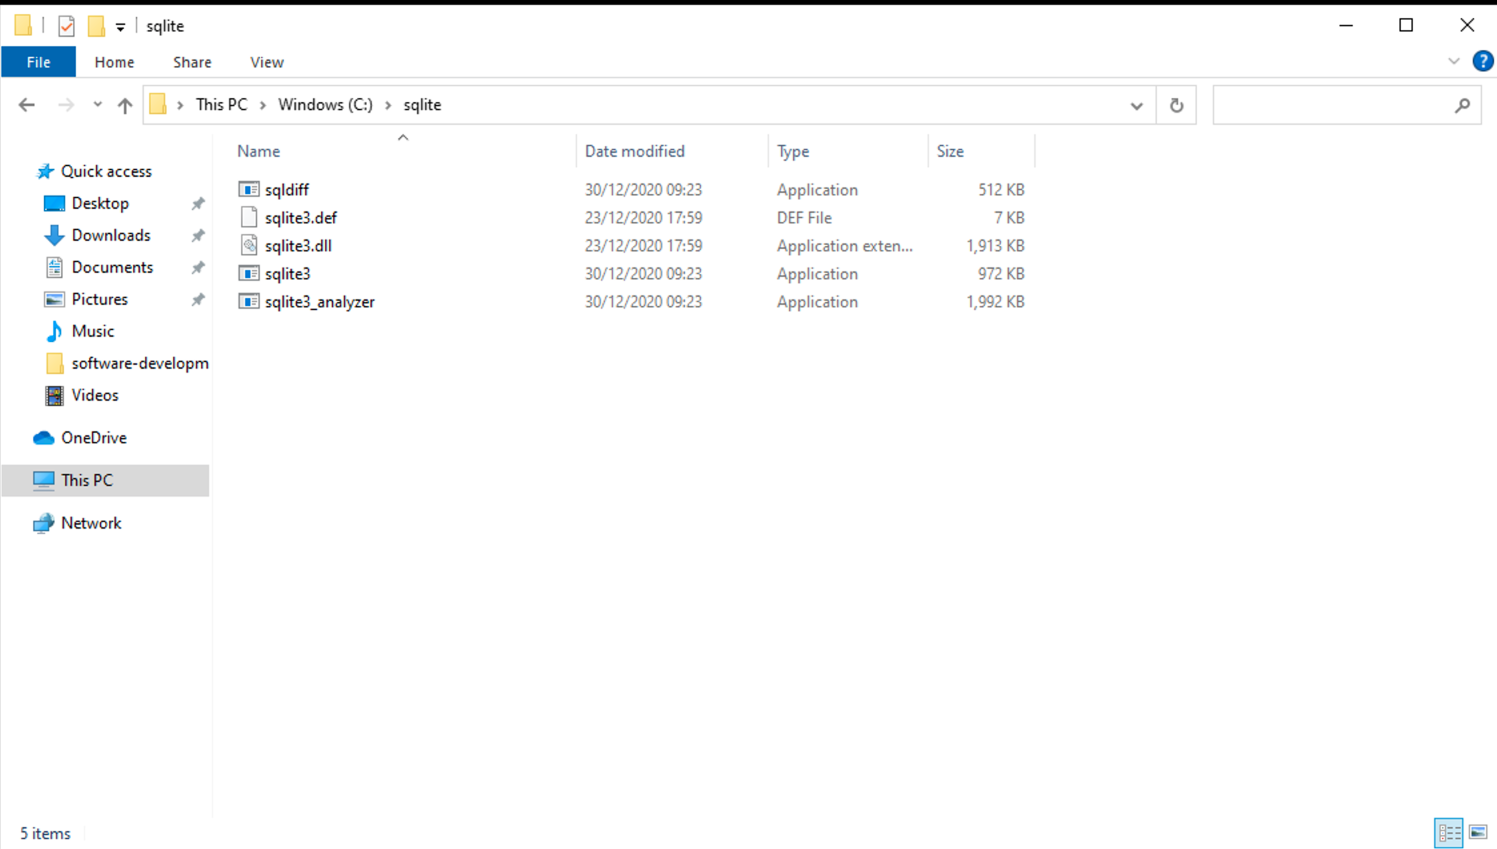 sqlite
File Home Share View
This PC Windows (C:) sqlite
Name Date modified Type Size
Quick access
Desktop
Downloads
Documents
Pictures
Music
software-developm
Videos
OneDrive
This PC
Network
sqldiff 30/12/2020 09:23 Application 512 KB
sqlite3.def 23/12/2020 17:59 DEF File 7 KB
sqlite3.dll 23/12/2020 17:59 Application exten... 1,913 KB
sqlite3 30/12/2020 09:23 Application 972 KB
sqlite3_analyzer 30/12/2020 09:23 Application 1,992 KB
5 items